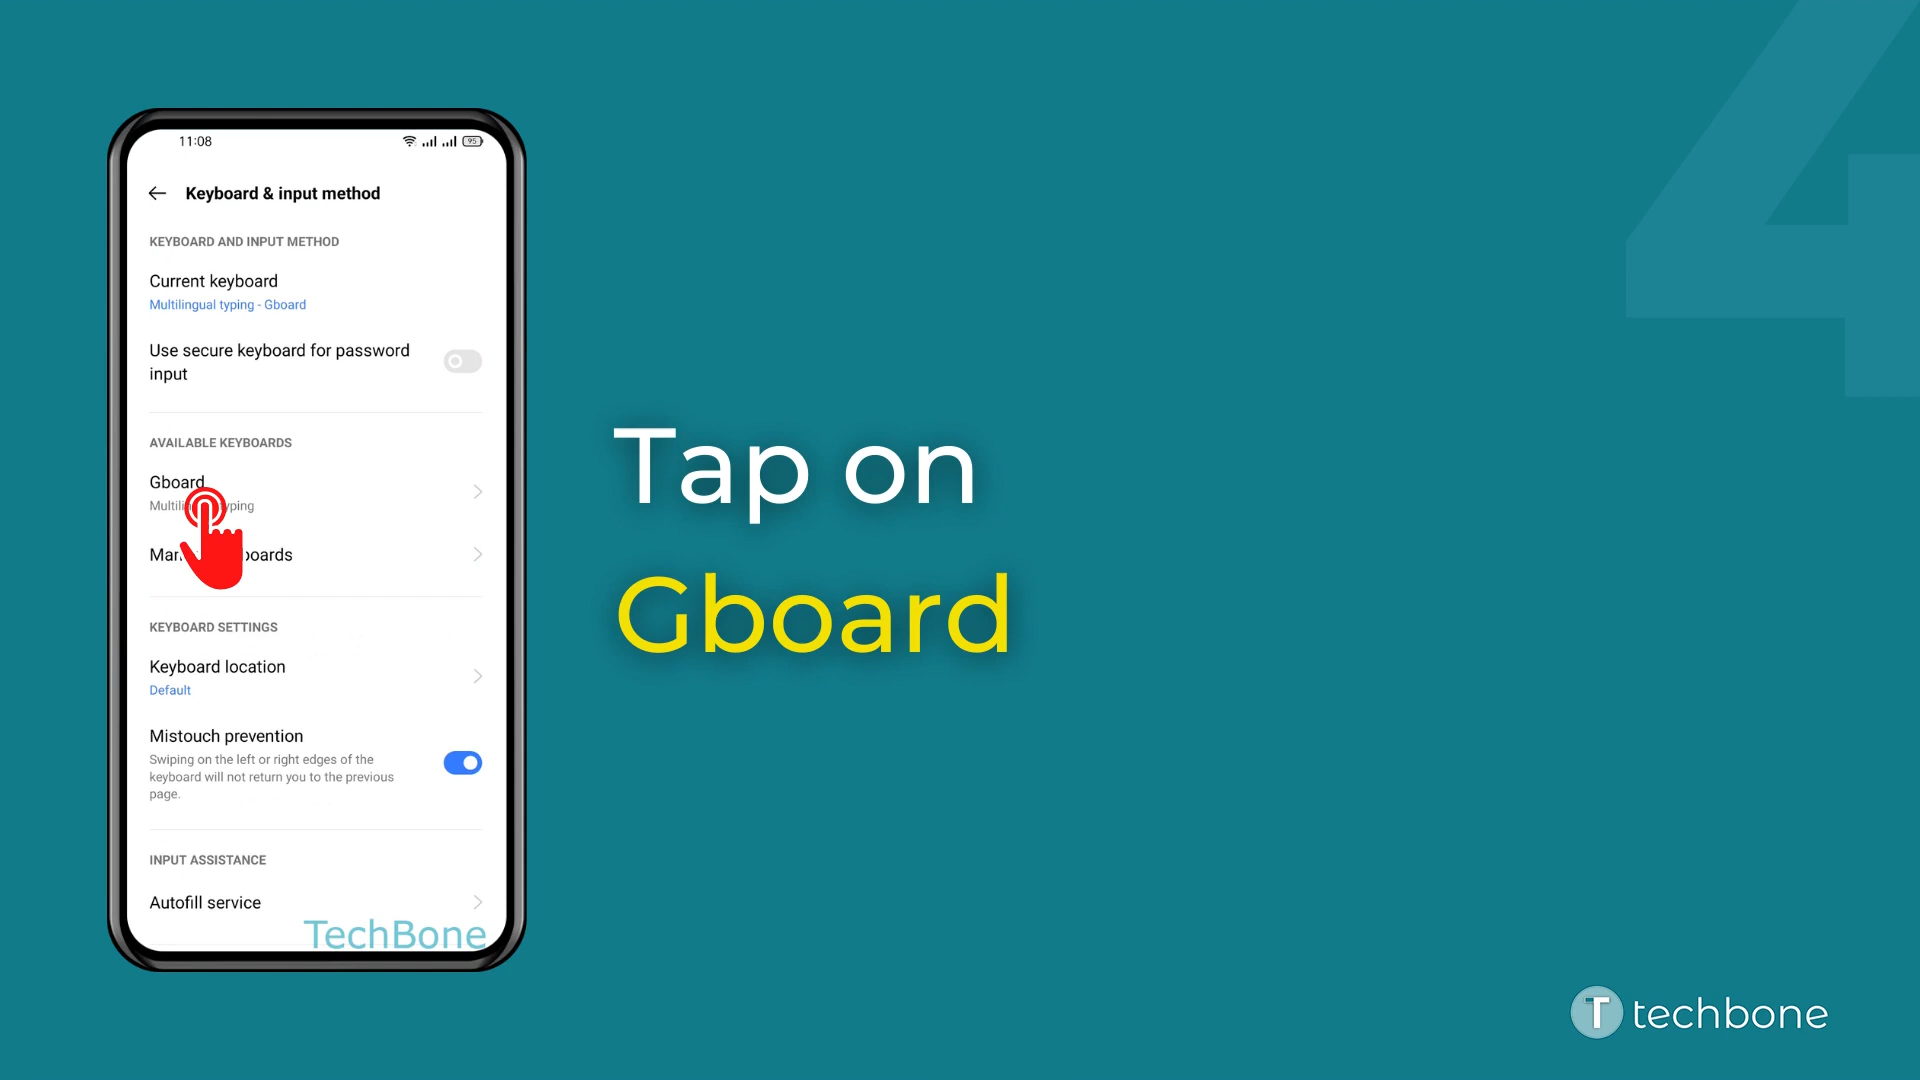 11:08
95
Keyboard & input method
KEYBOARD AND INPUT METHOD
Current keyboard
Multilingual typing - Gboard
Use secure keyboard for password
input
AVAILABLE KEYBOARDS
Gboard
KEYBOARD SETTINGS
Keyboard location
Default
Mistouch prevention
Swiping on the left or right edges of the
keyboard will not return you to the previous
page.
INPUT ASSISTANCE
Autofill service
TechBone
Tap on
Gboard
4
T techbone